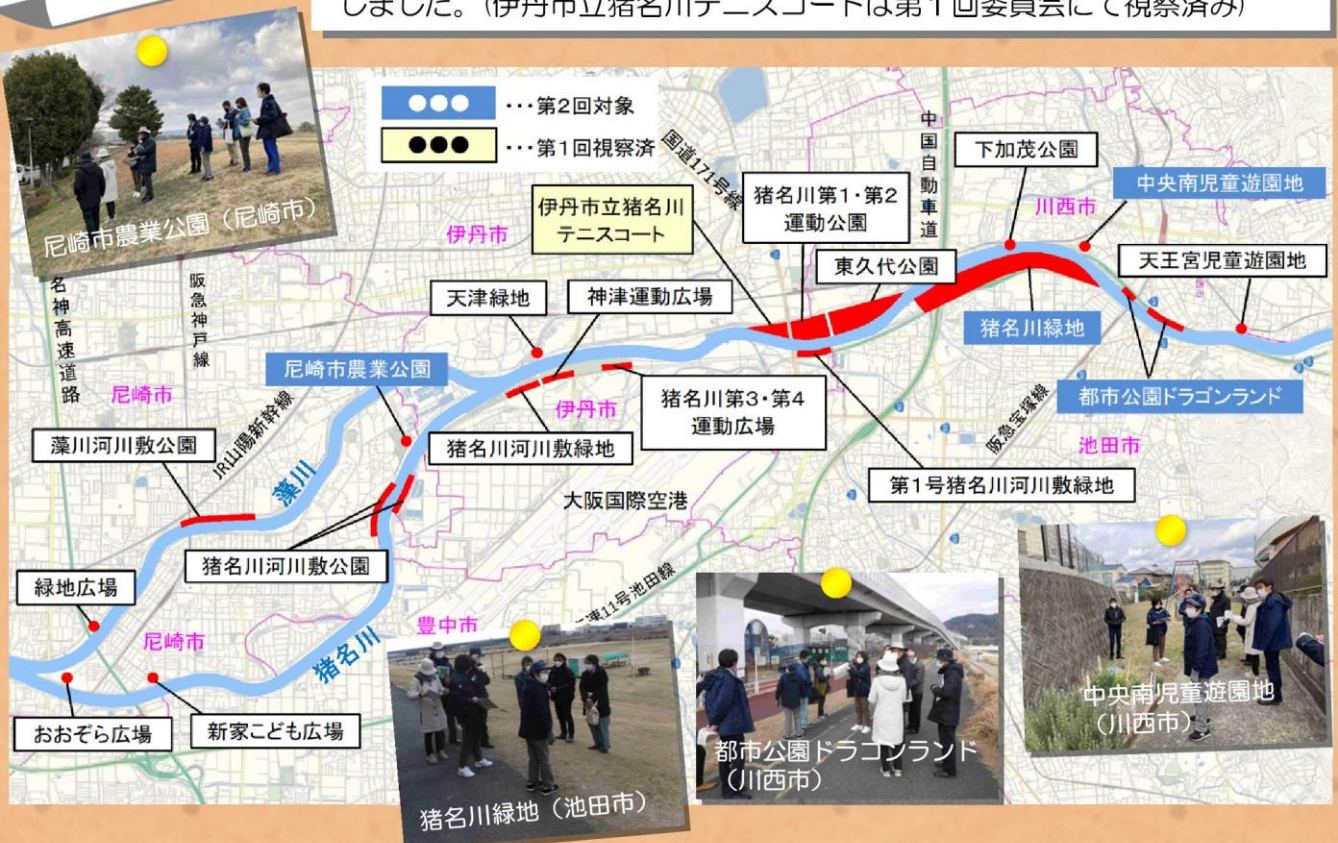 しました。(伊丹市立猪名川テニスコートは第1回委員会にて視察済み)
尼崎市農業公園（尼崎市）
●●● …第2回対象
●●● …第1回視察済
国道171号線
中国自動車道
下加茂公園
中央南児童遊園地
川西市
伊丹市立猪名川
テニスコート
猪名川第1・第2
運動公園
伊丹市
東久代公園
天王宮児童遊園地
名神高速道路
阪急神戸線
天津緑地
神津運動広場
猪名川緑地
尼崎市農業公園
都市公園ドラゴンランド
尼崎市
JR山陽新幹線
伊丹市
猪名川第3・第4
運動広場
阪急宝塚線
池田市
藻川河川敷公園
藻川
猪名川河川敷緑地
第1号猪名川河川敷緑地
大阪国際空港
猪名川河川敷公園
緑地広場
尼崎市
豊中市
速11号池田線
猪名川
おおぞら広場
新家こども広場
猪名川緑地（池田市）
都市公園ドラゴンランド
（川西市）
中央南児童遊園地
（川西市）